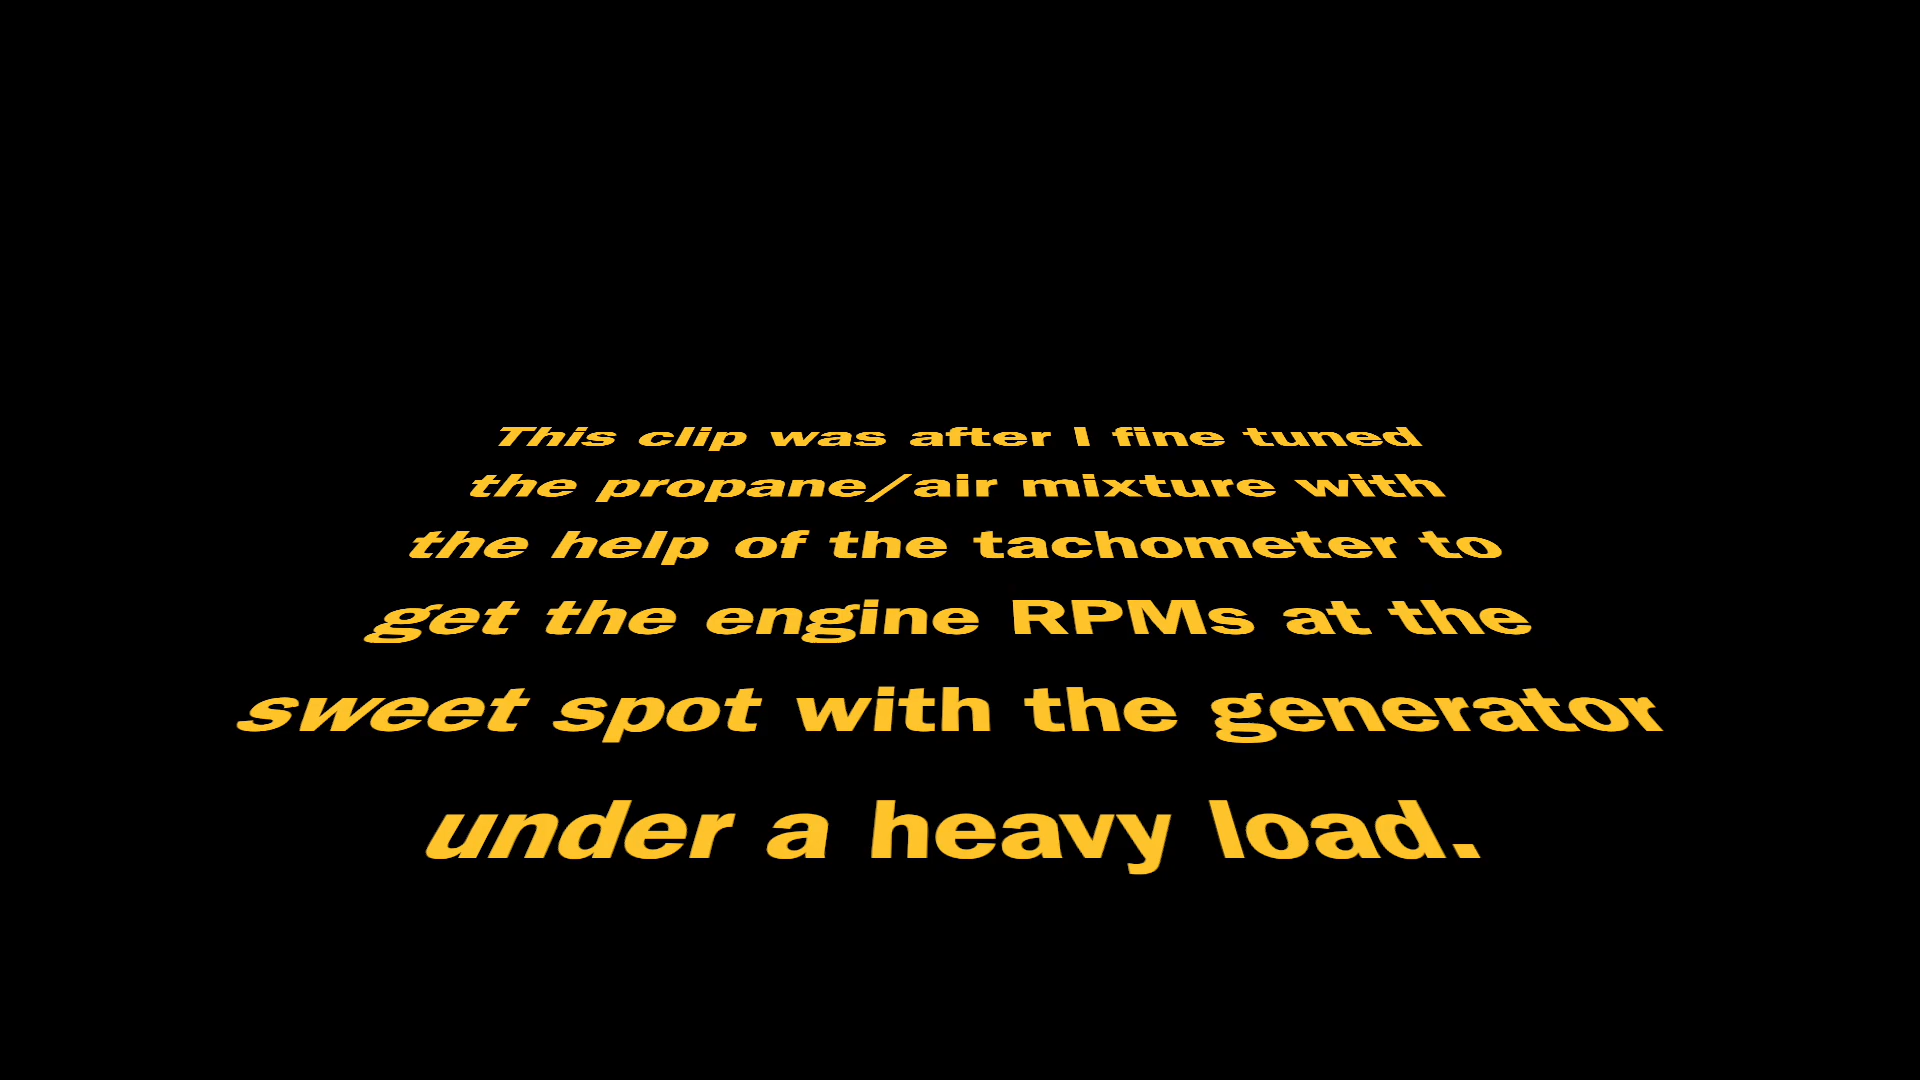 This clip was after I fine tuned
the propane/air mixture with
the help of the tachometer to
get the engine RPMs at the
sweet spot with the generator
under a heavy load.